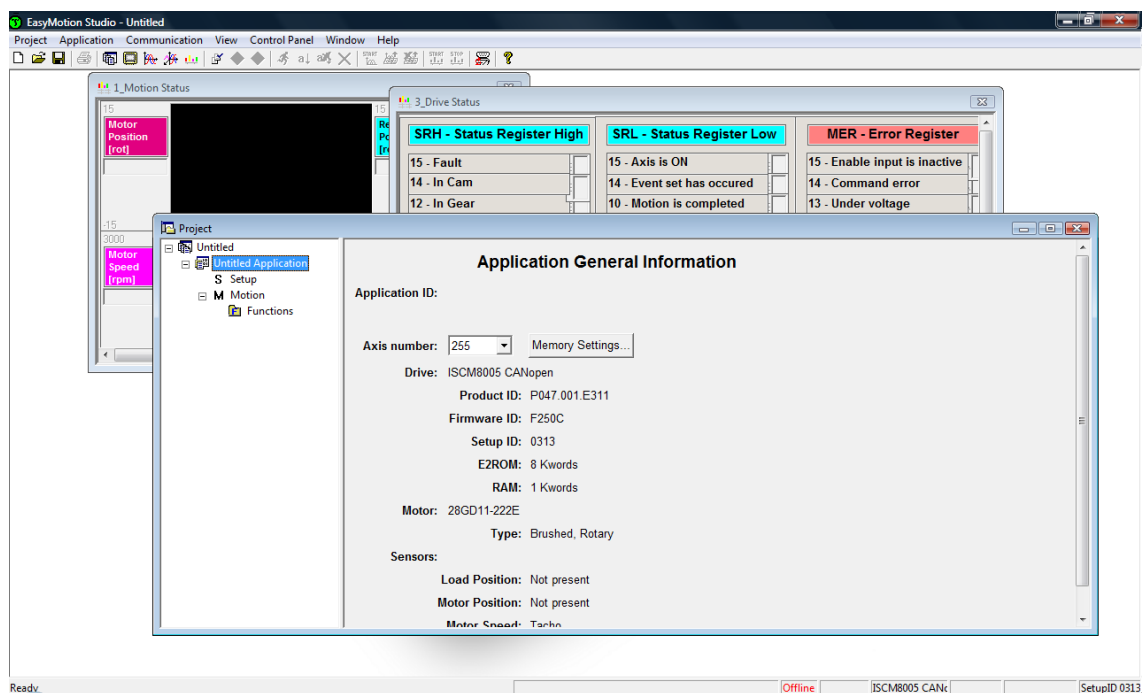 EasyMotion Studio - Untitled
Project Application Communication View Control Panel Window Help
1_Motion Status
15
Motor
Position
[rot]
-15
3000
Motor
Speed
[rpm]
15
3_Drive Status
SRH - Status Register High SRL - Status Register Low MER - Error Register
15 - Fault 15 - Axis is ON 15 - Enable input is inactive
14 - In Cam 14 - Event set has occured 14 - Command error
12 - In Gear 10 - Motion is completed 13 - Under voltage
Project
Untitled
Untitled Application
S Setup
M Motion
F Functions
Application General Information
Application ID:
Axis number: 255 Memory Settings...
Drive: ISCM8005 CANopen
Product ID: P047.001.E311
Firmware ID: F250C
Setup ID: 0313
E2ROM: 8 Kwords
RAM: 1 Kwords
Motor: 28GD11-222E
Type: Brushed, Rotary
Sensors:
Load Position: Not present
Motor Position: Not present
Motor Speed: Tacho
Ready Offline ISCM8005 CAN SetupID 0313